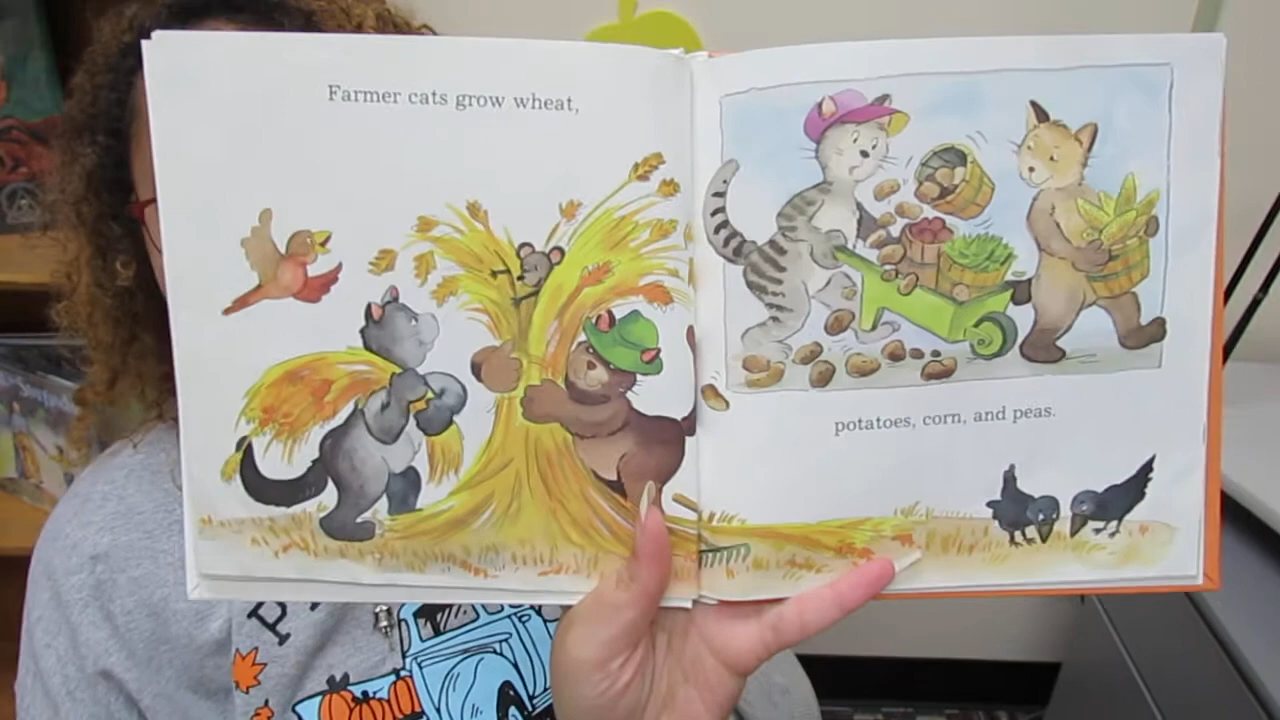 Farmer cats grow wheat,
potatoes, corn, and peas.